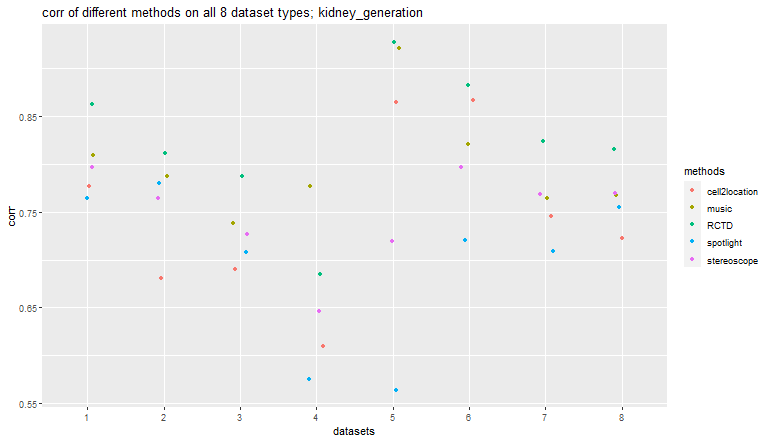 corr of different methods on all 8 dataset types; kidney_generation
corr
0.85
0.75
0.65
0.55
1 2 3 4 5 6 7 8
datasets
methods
cell2location
music
RCTD
spotlight
stereoscope